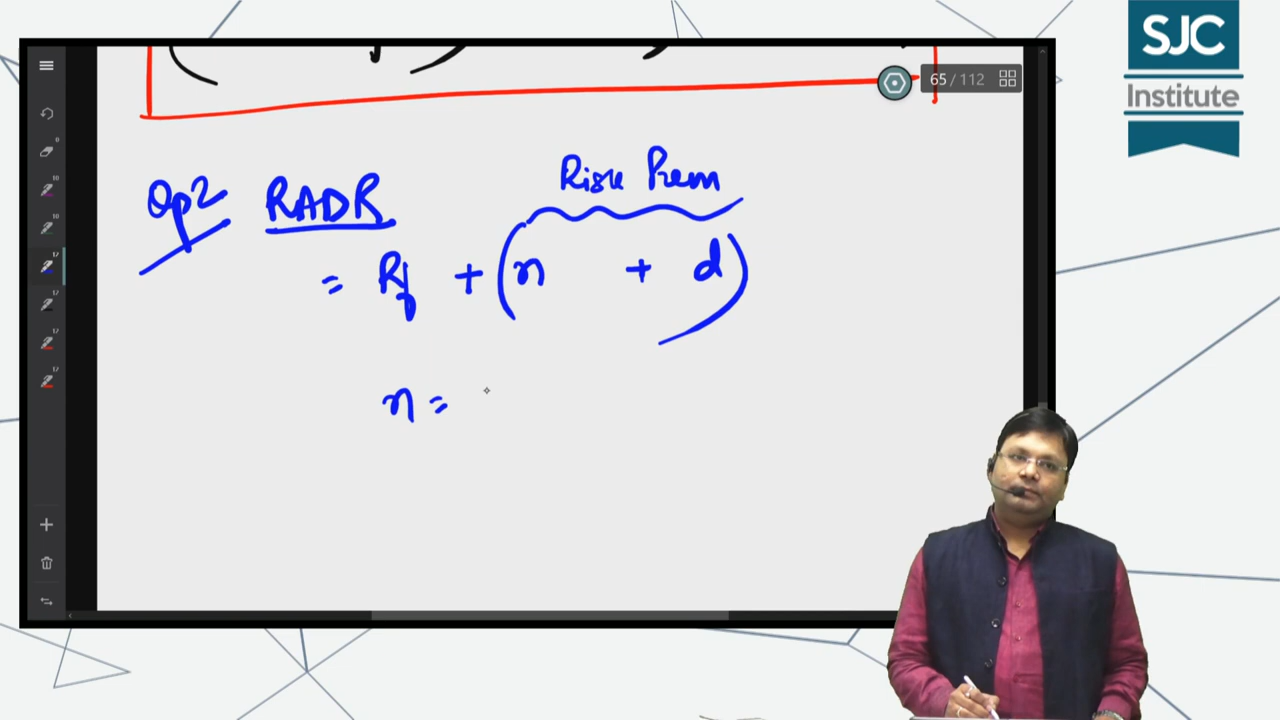 SJC
Institute
65 / 112
Risk Prem
Op2 RADR
= Rf + (n + d)
n =